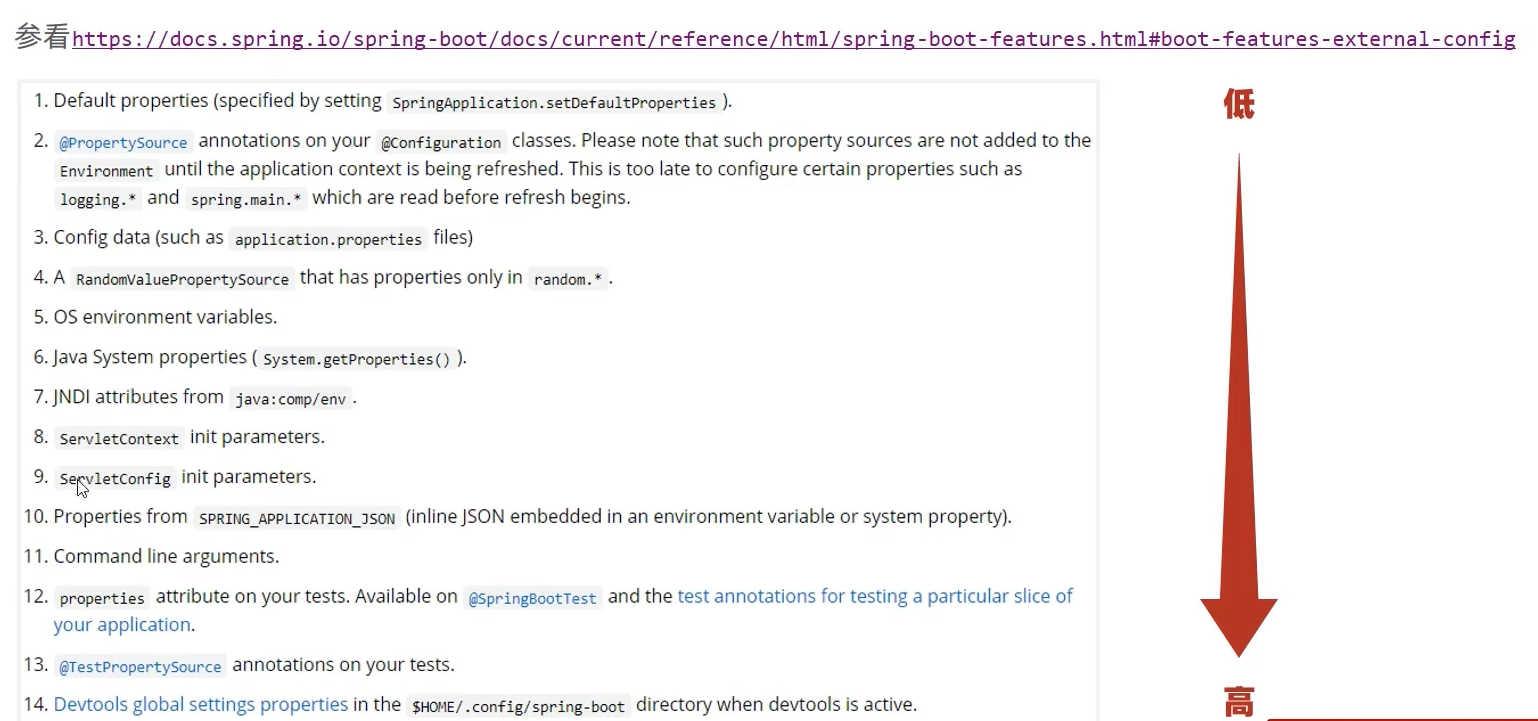 参看https://docs.spring.io/spring-boot/docs/current/reference/html/spring-boot-features.html#boot-features-external-config
低
1. Default properties (specified by setting SpringApplication.setDefaultProperties ).
2. @PropertySource annotations on your @Configuration classes. Please note that such property sources are not added to the
Environment until the application context is being refreshed. This is too late to configure certain properties such as
logging.* and spring.main.* which are read before refresh begins.
3. Config data (such as application.properties files)
4. A RandomValuePropertySource that has properties only in random.* .
5. OS environment variables.
6. Java System properties ( System.getProperties() ).
7. JNDI attributes from java:comp/env .
8. ServletContext init parameters.
9. ServletConfig init parameters.
10. Properties from SPRING_APPLICATION_JSON (inline JSON embedded in an environment variable or system property).
11. Command line arguments.
12. properties attribute on your tests. Available on @SpringBootTest and the test annotations for testing a particular slice of
your application.
13. @TestPropertySource annotations on your tests.
14. Devtools global settings properties in the $HOME/.config/spring-boot directory when devtools is active.
高